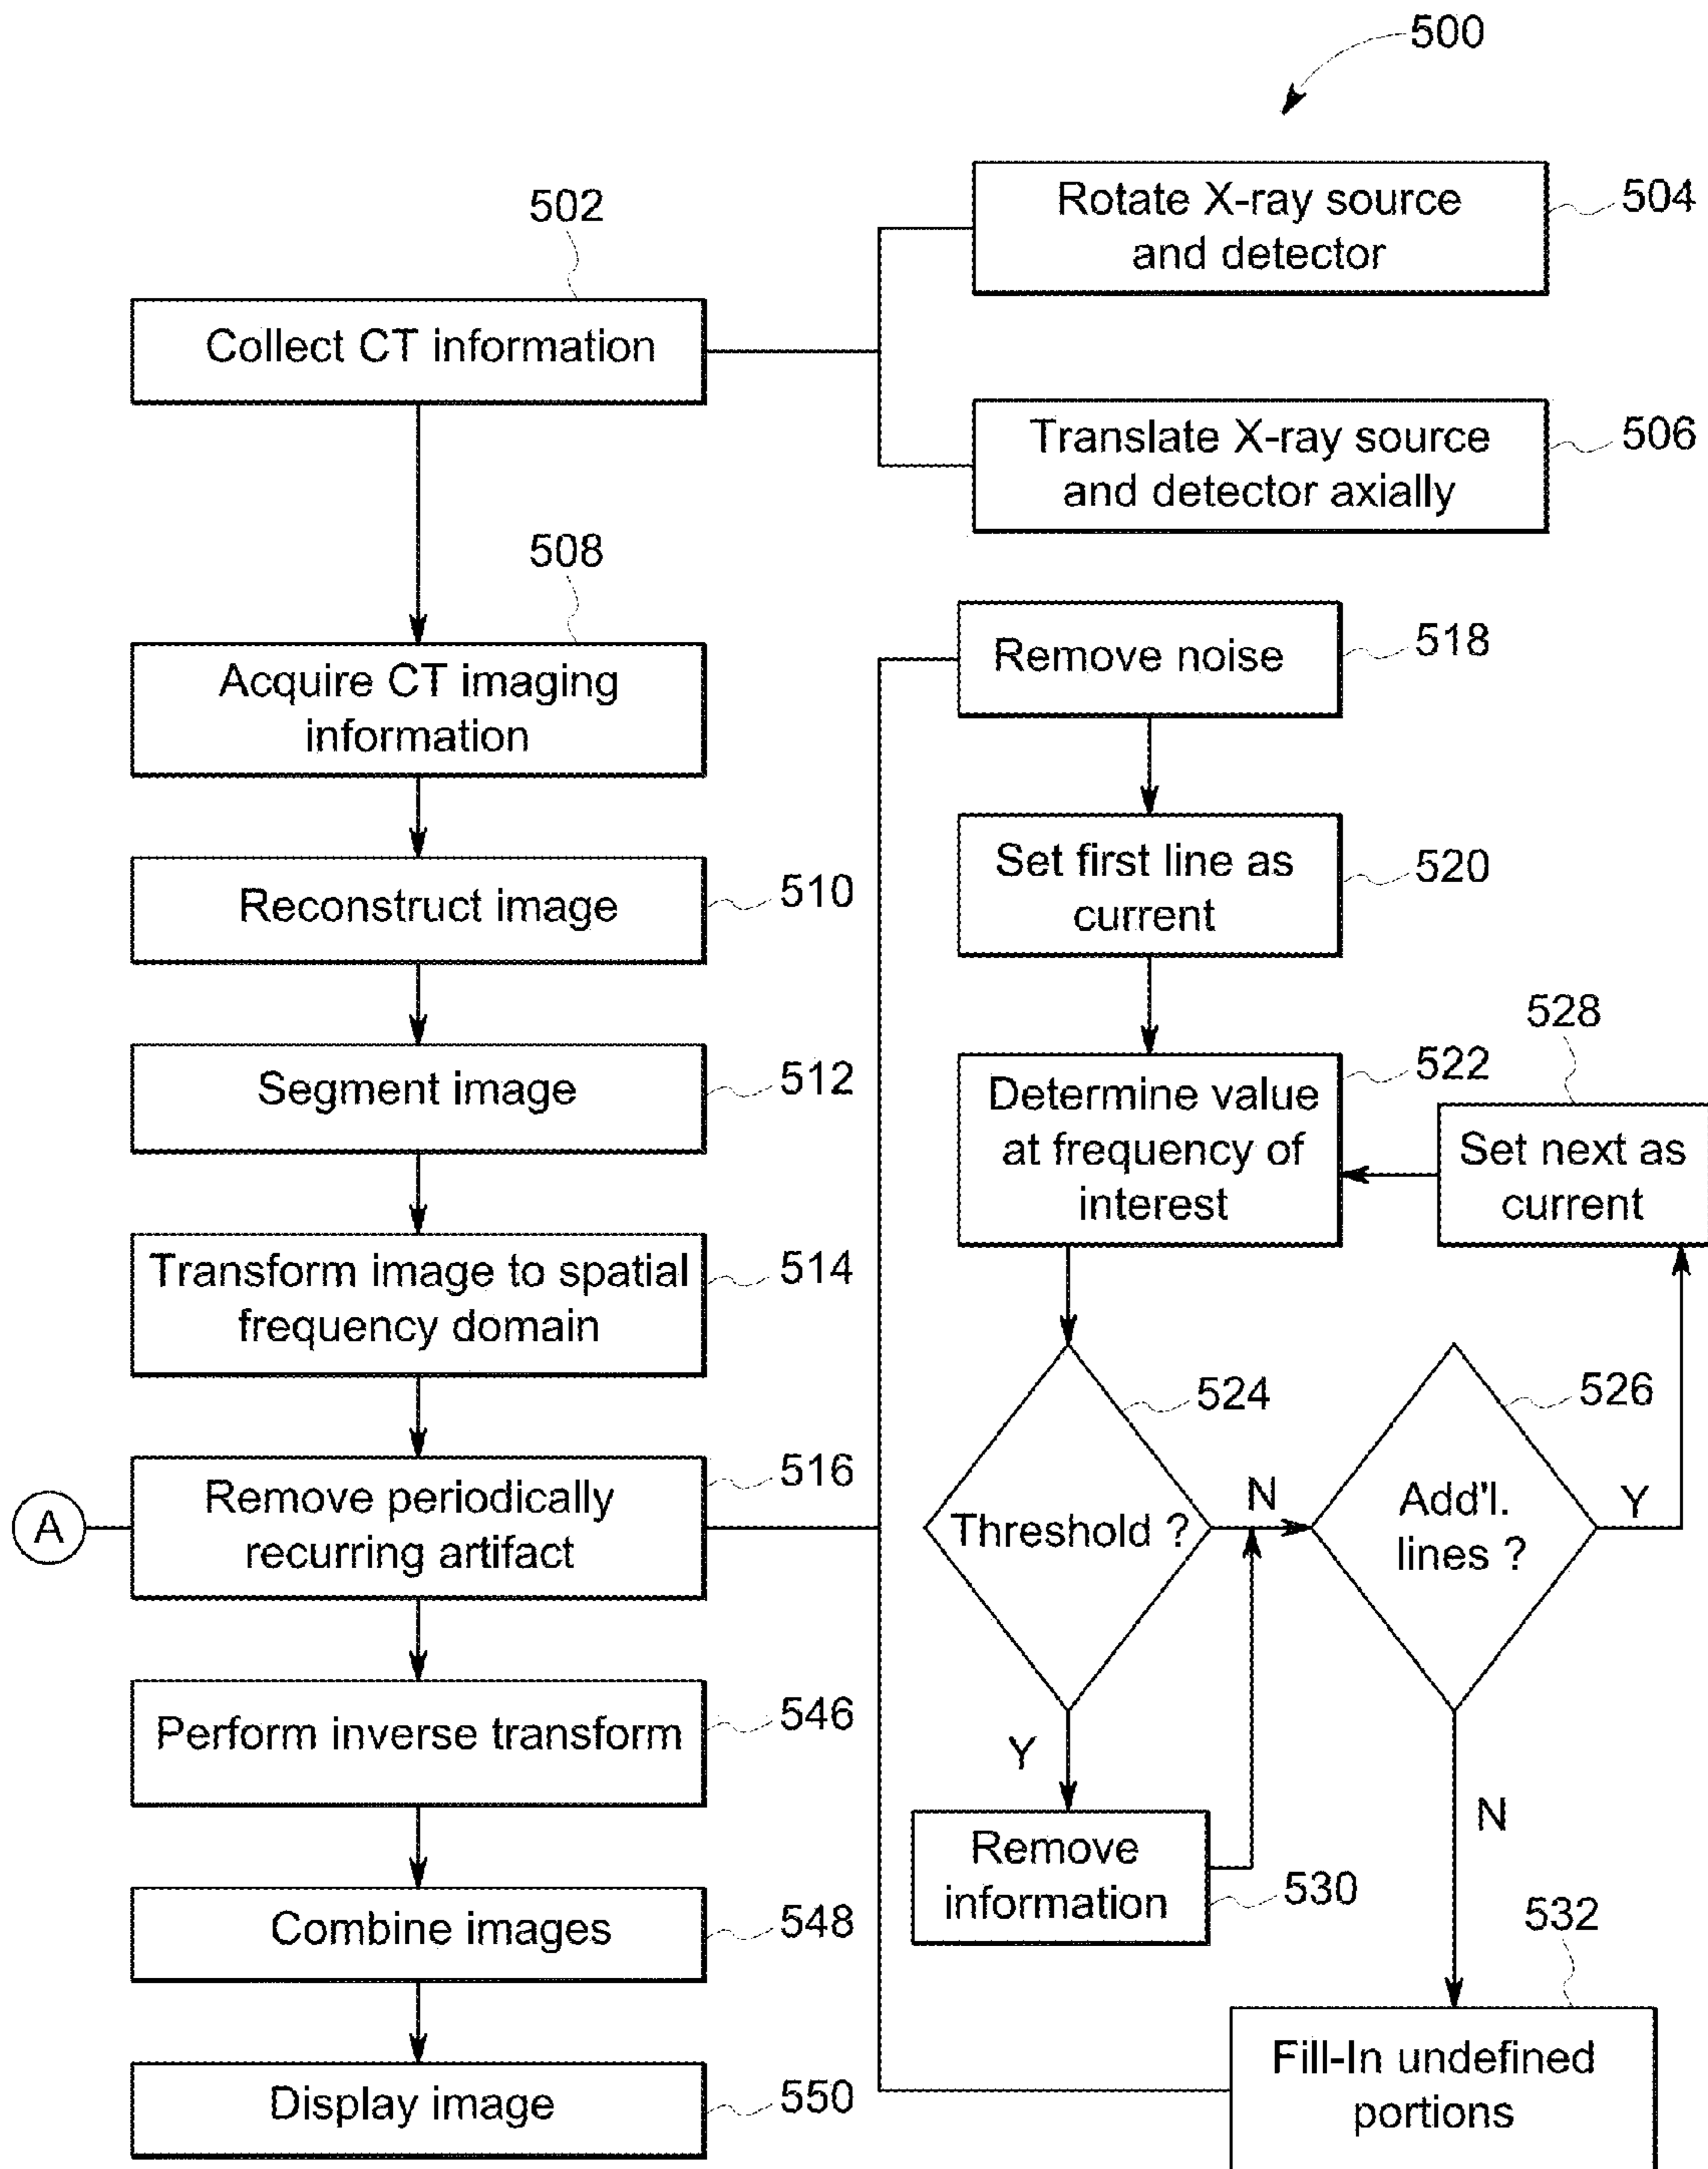 500
502
Collect CT information
Rotate X-ray source
and detector
504
Translate X-ray source
and detector axially
506
508
Acquire CT imaging
information
Reconstruct image
510
Segment image
512
Transform image to spatial
frequency domain
514
A
Remove periodically
recurring artifact
516
Perform inverse transform
546
Combine images
548
Display image
550
Remove noise
518
Set first line as
current
520
Determine value
at frequency of
interest
522
528
Set next as
current
Threshold ?
524
N
Add'l.
lines ?
526
Y
Y
Remove
information
530
N
532
Fill-In undefined
portions